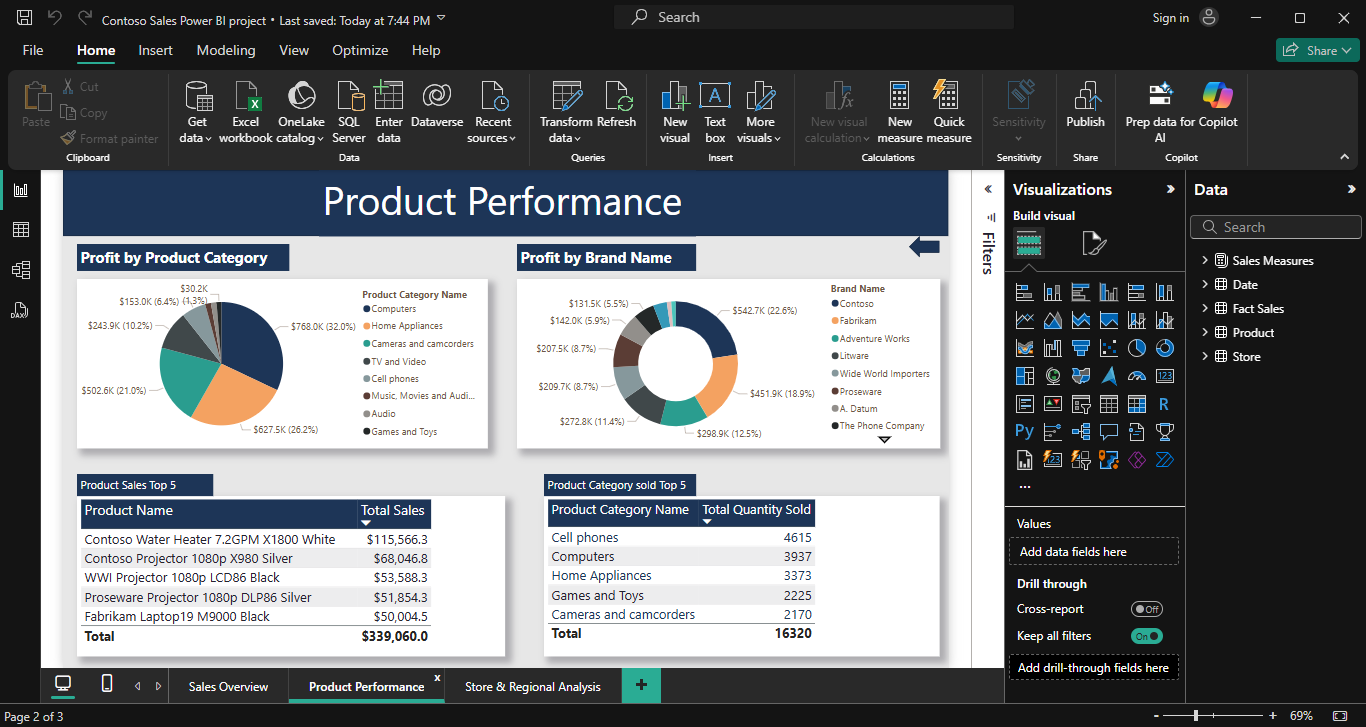 Contoso Sales Power BI project • Last saved: Today at 7:44 PM
Search
Sign in
File
Home
Insert
Modeling
View
Optimize
Help
Share
Paste
Cut
Copy
Format painter
Clipboard
Get data
Excel workbook
OneLake catalog
SQL Server
Enter data
Dataverse
Recent sources
Data
Transform data
Refresh
Queries
New visual
A
Text box
More visuals
Insert
New visual calculation
New measure
Quick measure
Calculations
Sensitivity
Sensitivity
Publish
Share
Prep data for AI
Copilot
Copilot
Product Performance
Profit by Product Category
$30.2K
(1.3%)
$153.0K (6.4%)
$243.9K (10.2%)
$502.6K (21.0%)
$768.0K (32.0%)
$627.5K (26.2%)
Product Category Name
Computers
Home Appliances
Cameras and camcorders
TV and Video
Cell phones
Music, Movies and Audi...
Audio
Games and Toys
Profit by Brand Name
$131.5K (5.5%)
$142.0K (5.9%)
$207.5K (8.7%)
$209.7K (8.7%)
$272.8K (11.4%)
$542.7K (22.6%)
$451.9K (18.9%)
$298.9K (12.5%)
Brand Name
Contoso
Fabrikam
Adventure Works
Litware
Wide World Importers
Proseware
A. Datum
The Phone Company
Product Sales Top 5
Product Name Total Sales
Contoso Water Heater 7.2GPM X1800 White $115,566.3
Contoso Projector 1080p X980 Silver $68,046.8
WWI Projector 1080p LCD86 Black $53,588.3
Proseware Projector 1080p DLP86 Silver $51,854.3
Fabrikam Laptop19 M9000 Black $50,004.5
Total $339,060.0
Product Category sold Top 5
Product Category Name Total Quantity Sold
Cell phones 4615
Computers 3937
Home Appliances 3373
Games and Toys 2225
Cameras and camcorders 2170
Total 16320
Filters
Visualizations
Build visual
123
R
Py
123
...
Values
Add data fields here
Drill through
Cross-report
Off
Keep all filters
On
Add drill-through fields here
Data
Search
Sales Measures
Date
Fact Sales
Product
Store
Sales Overview
Product Performance
x
Store & Regional Analysis
+
Page 2 of 3
- + 69%